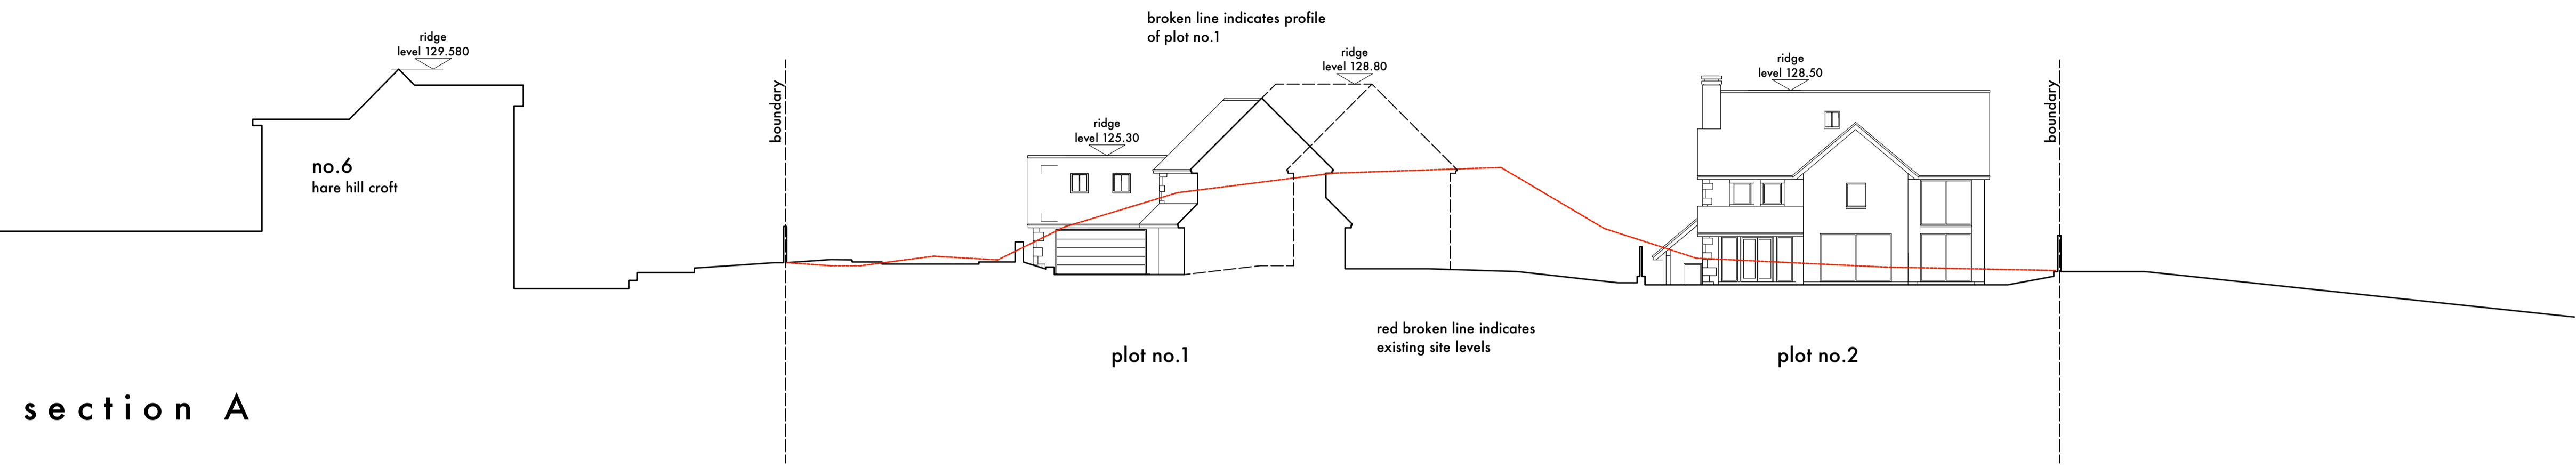 broken line indicates profile
of plot no.1
ridge
level 129.580
ridge
level 128.80
ridge
level 128.50
boundary
boundary
ridge
level 125.30
no.6
hare hill croft
red broken line indicates
existing site levels
plot no.1
plot no.2
section A